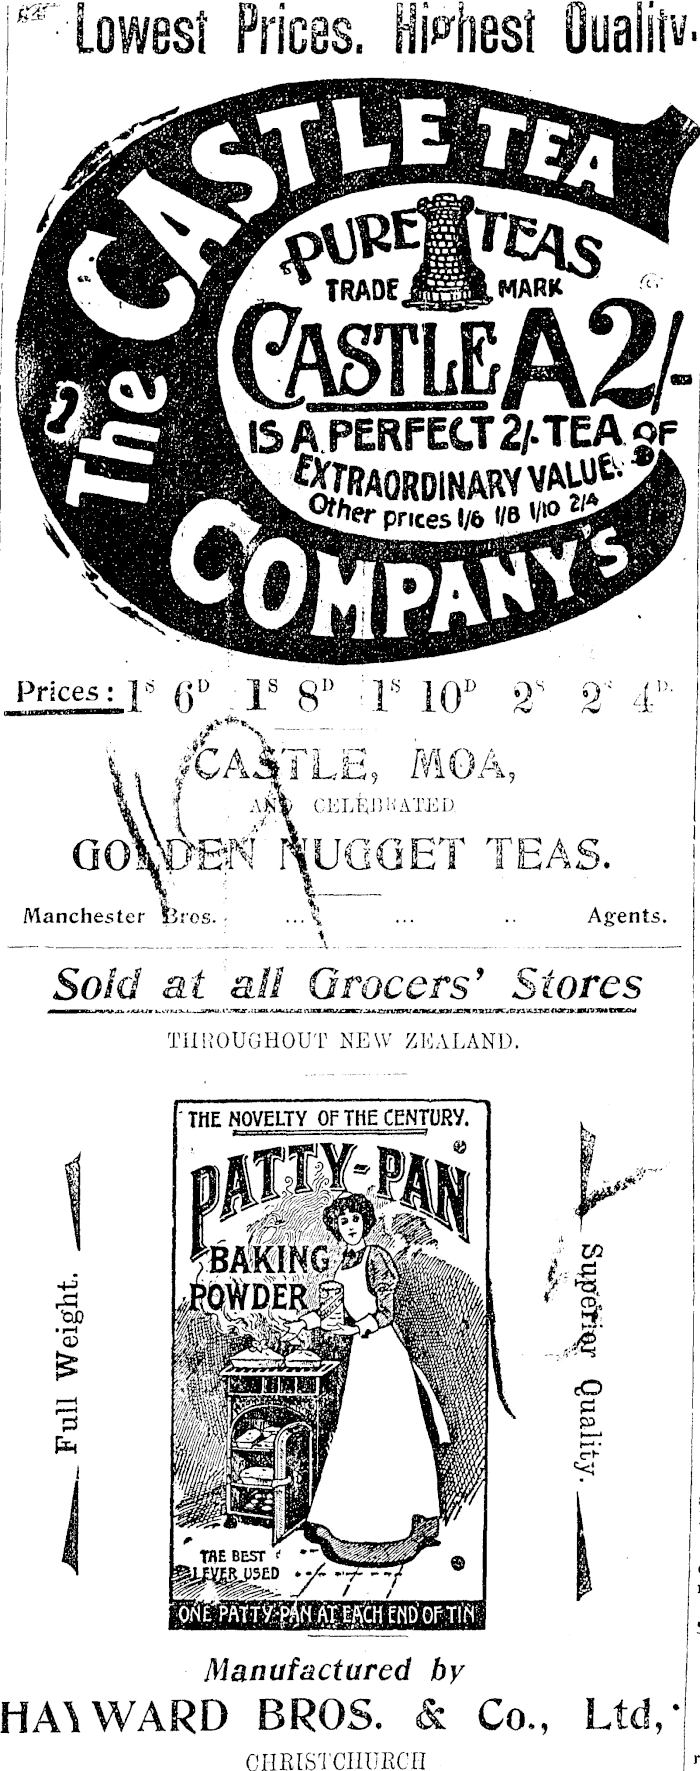 Lowest Prices. Highest Quality.
The CASTLE TEA
COMPANY'S
PURE TEAS
TRADE MARK
CASTLE A 2/-
IS A PERFECT 2/- TEA OF
EXTRAORDINARY VALUE.
Other prices 1/6 1/8 1/10 2/4
Prices: 1S 6D 1S 8D 1S 10D 2S 2S 4D.
CASTLE, MOA,
AND CELEBRATED
GOLDEN NUGGET TEAS.
Manchester Bros. ... ... .. Agents.
Sold at all Grocers' Stores
THROUGHOUT NEW ZEALAND.
THE NOVELTY OF THE CENTURY.
PATTY-PAN
BAKING
POWDER
Full Weight.
Superior Quality.
THE BEST
EVER USED
ONE PATTY-PAN AT EACH END OF TIN
Manufactured by
HAYWARD BROS. & Co., Ltd,
CHRISTCHURCH